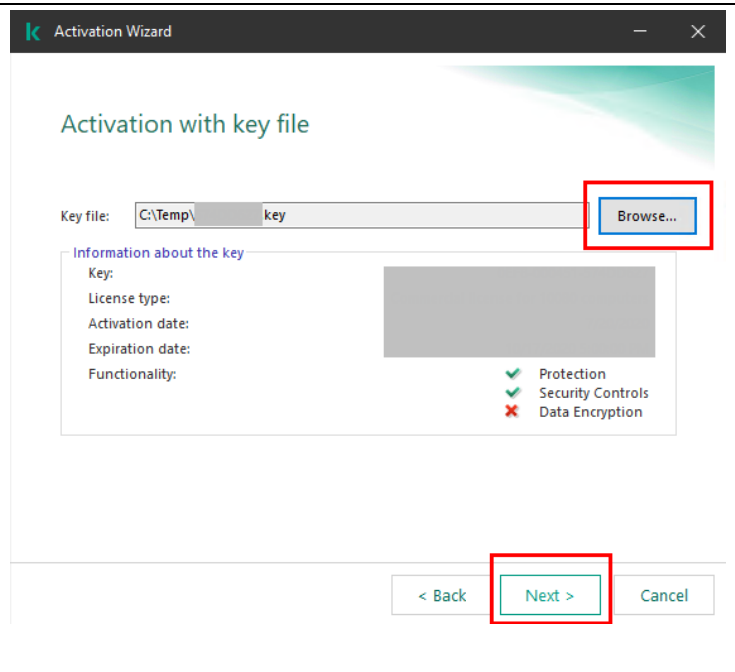 Activation Wizard
Activation with key file
Key file: C:\Temp\ key Browse...
Information about the key
Key:
License type:
Activation date:
Expiration date:
Functionality: Protection
Security Controls
Data Encryption
< Back Next > Cancel